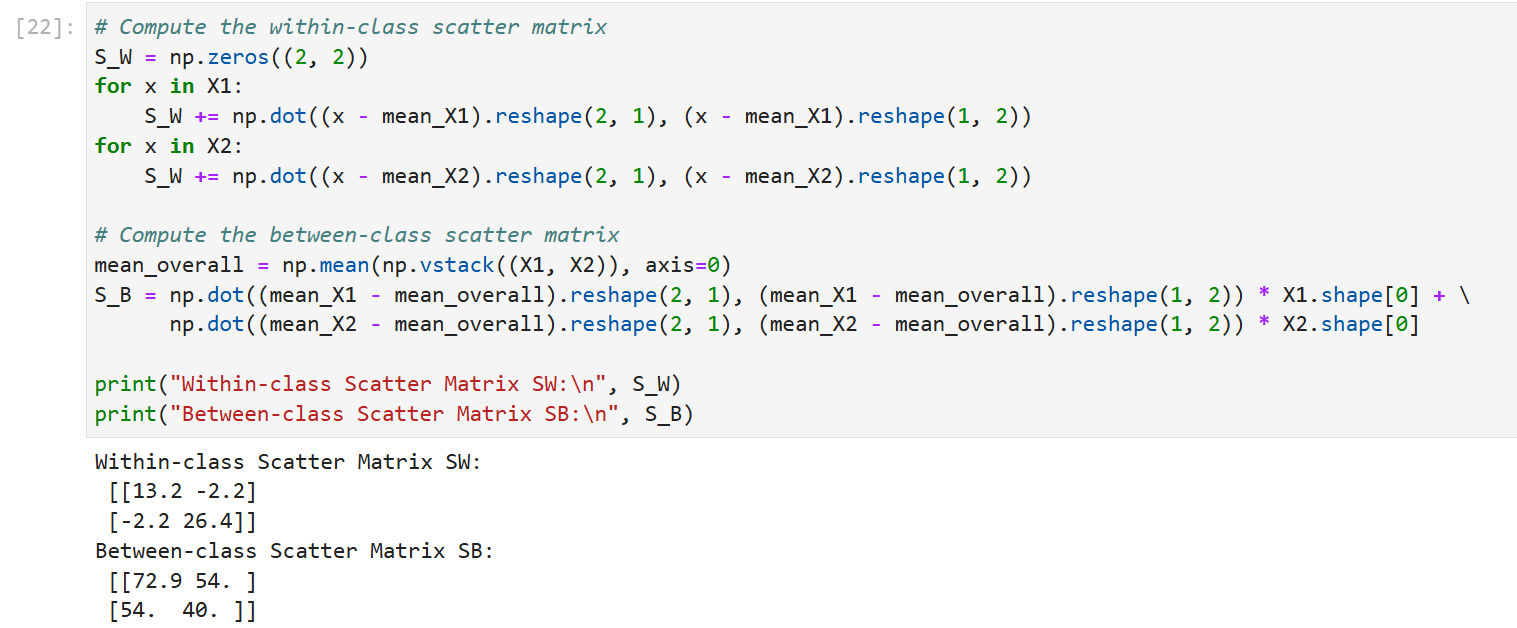 [22]: # Compute the within-class scatter matrix
S_W = np.zeros((2, 2))
for x in X1:
    S_W += np.dot((x - mean_X1).reshape(2, 1), (x - mean_X1).reshape(1, 2))
for x in X2:
    S_W += np.dot((x - mean_X2).reshape(2, 1), (x - mean_X2).reshape(1, 2))

# Compute the between-class scatter matrix
mean_overall = np.mean(np.vstack((X1, X2)), axis=0)
S_B = np.dot((mean_X1 - mean_overall).reshape(2, 1), (mean_X1 - mean_overall).reshape(1, 2)) * X1.shape[0] + \
      np.dot((mean_X2 - mean_overall).reshape(2, 1), (mean_X2 - mean_overall).reshape(1, 2)) * X2.shape[0]

print("Within-class Scatter Matrix SW:\n", S_W)
print("Between-class Scatter Matrix SB:\n", S_B)
Within-class Scatter Matrix SW:
 [[13.2 -2.2]
 [-2.2 26.4]]
Between-class Scatter Matrix SB:
 [[72.9 54. ]
 [54.  40. ]]